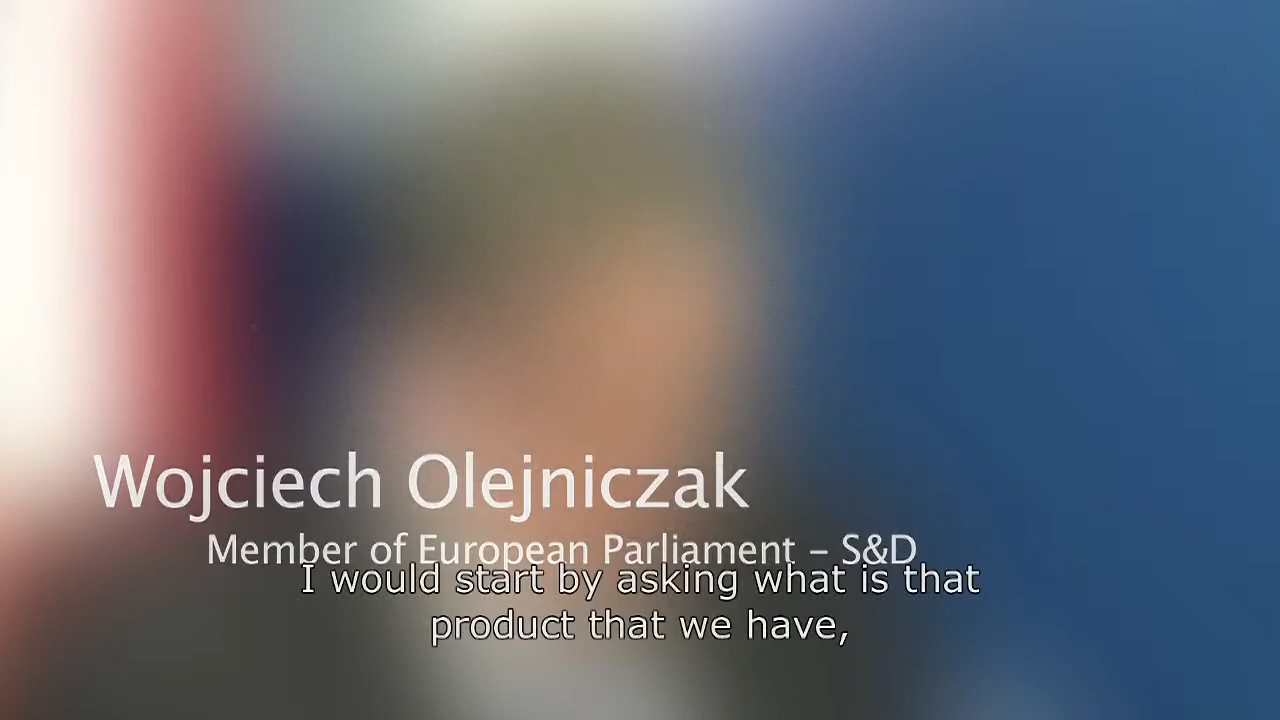 Wojciech Olejniczak
Member of European Parliament – S&D
I would start by asking what is that
product that we have,